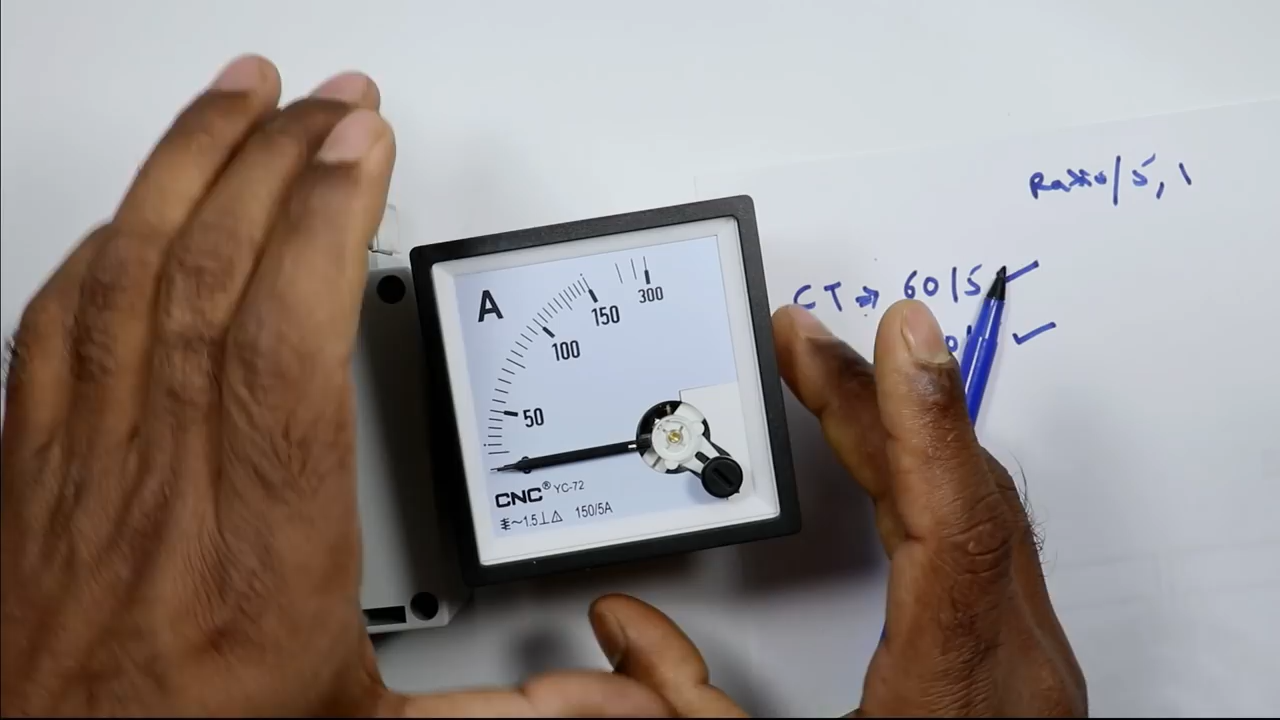 Ratio/5, 1
CT → 60/5
A
300
150
100
50
CNC® YC-72
~1.5⊥ 150/5A